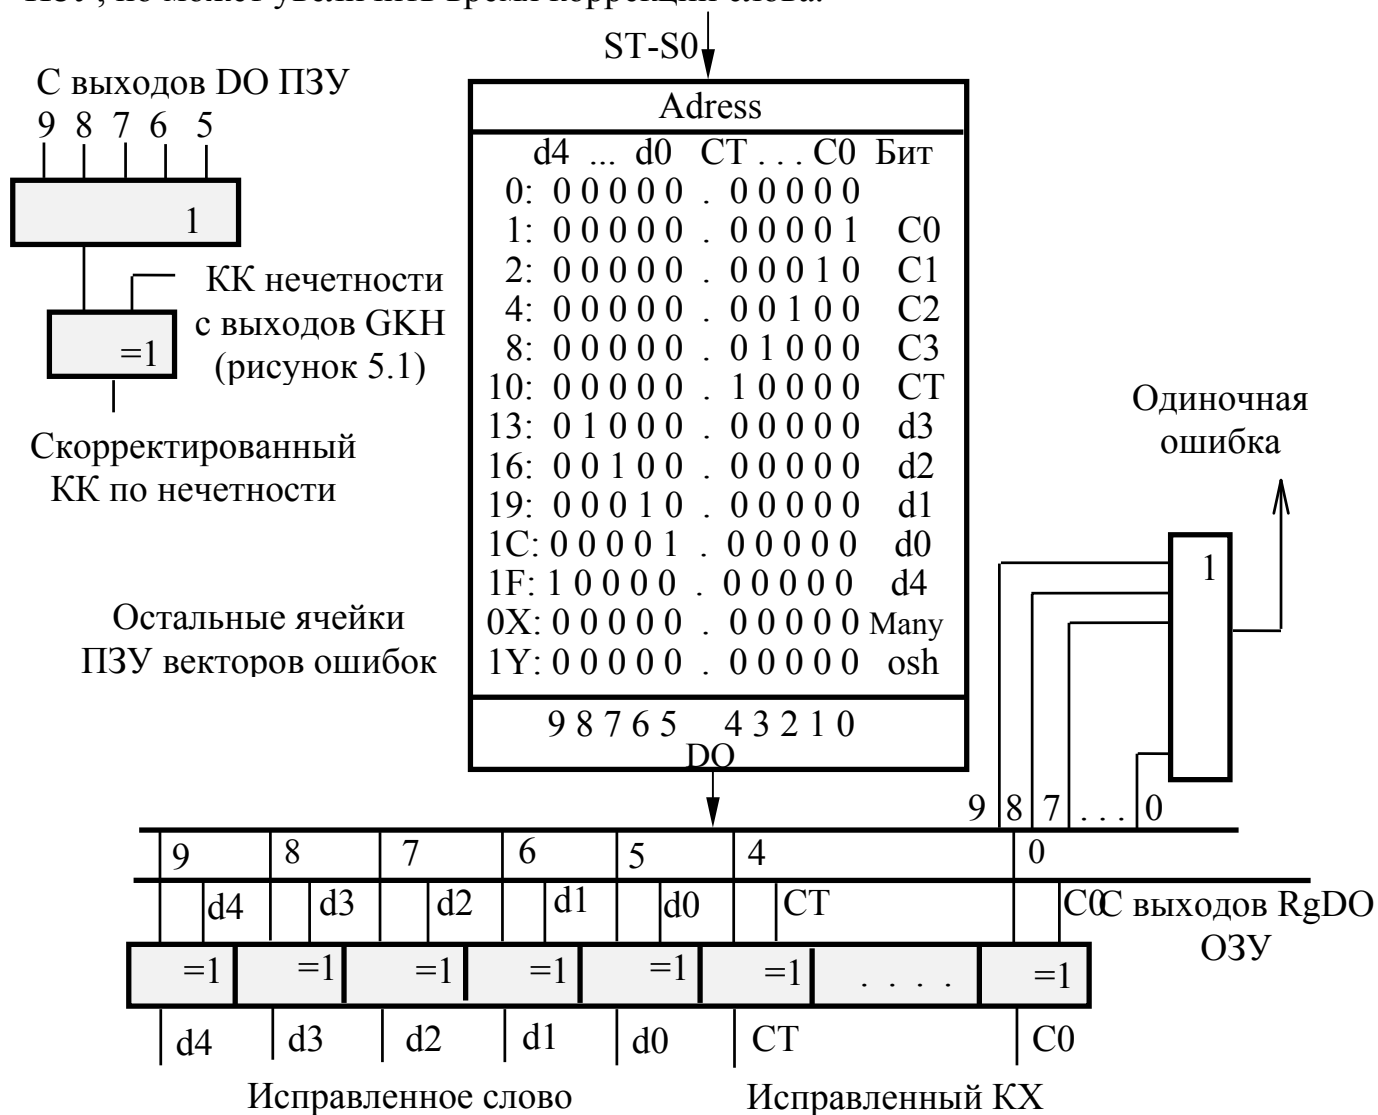 ПЗУ, но может увеличить время коррекции слова.
ST-S0
С выходов DO ПЗУ
9 8 7 6 5
1
КК нечетности
с выходов GKH
(рисунок 5.1)
=1
Скорректированный
КК по нечетности
Adress
d4 ... d0 CT . . . C0 Бит
0: 0 0 0 0 0 . 0 0 0 0 0
1: 0 0 0 0 0 . 0 0 0 0 1 C0
2: 0 0 0 0 0 . 0 0 0 1 0 C1
4: 0 0 0 0 0 . 0 0 1 0 0 C2
8: 0 0 0 0 0 . 0 1 0 0 0 C3
10: 0 0 0 0 0 . 1 0 0 0 0 CT
13: 0 1 0 0 0 . 0 0 0 0 0 d3
16: 0 0 1 0 0 . 0 0 0 0 0 d2
19: 0 0 0 1 0 . 0 0 0 0 0 d1
1C: 0 0 0 0 1 . 0 0 0 0 0 d0
1F: 1 0 0 0 0 . 0 0 0 0 0 d4
0X: 0 0 0 0 0 . 0 0 0 0 0 Many
1Y: 0 0 0 0 0 . 0 0 0 0 0 osh
9 8 7 6 5 4 3 2 1 0
DO
Остальные ячейки
ПЗУ векторов ошибок
Одиночная
ошибка
1
9 8 7 . . . 0
9 8 7 6 5 4 0
d4 d3 d2 d1 d0 CT C0
С выходов RgDO
ОЗУ
=1 =1 =1 =1 =1 =1 . . . . =1
d4 d3 d2 d1 d0 CT C0
Исправленное слово Исправленный КХ